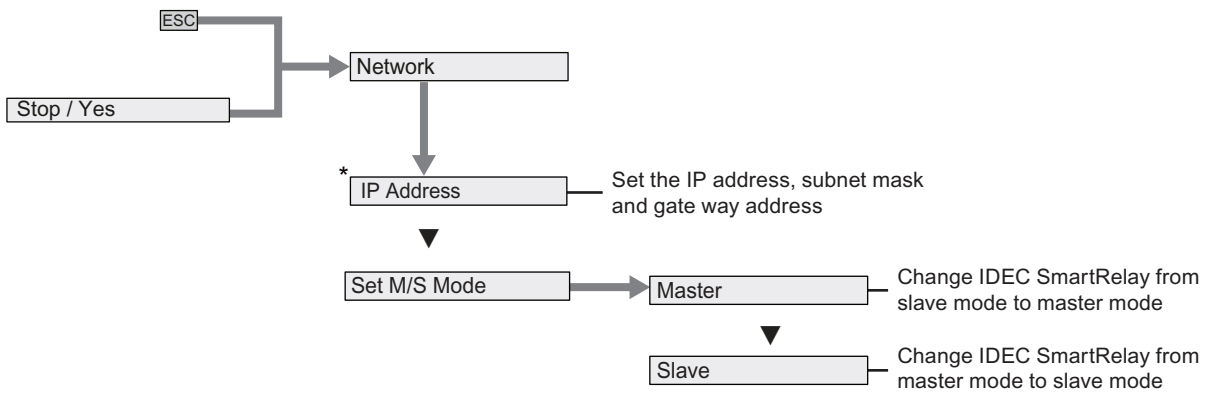 ESC
Network
Stop / Yes
*
IP Address
Set the IP address, subnet mask
and gate way address
▼
Set M/S Mode
Master
Change IDEC SmartRelay from
slave mode to master mode
▼
Slave
Change IDEC SmartRelay from
master mode to slave mode